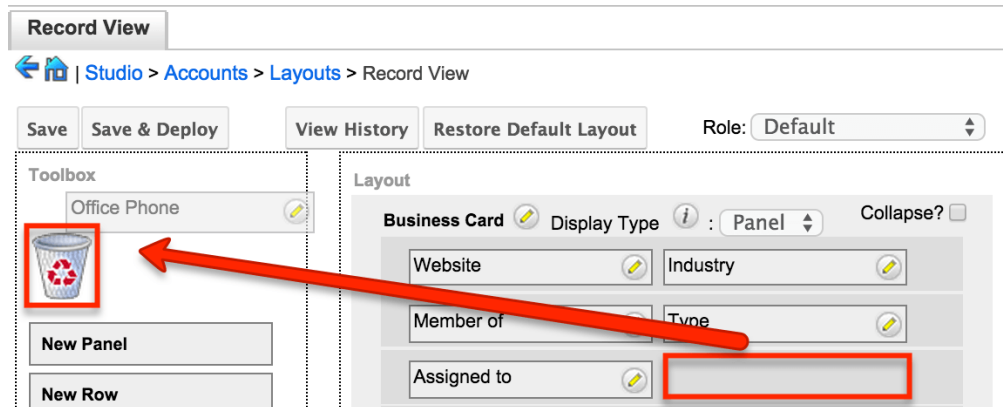 Record View
| Studio > Accounts > Layouts > Record View
Save Save & Deploy View History Restore Default Layout Role: Default
Toolbox
Office Phone
New Panel
New Row
Layout
Business Card Display Type i : Panel Collapse?
Website Industry
Member of Type
Assigned to